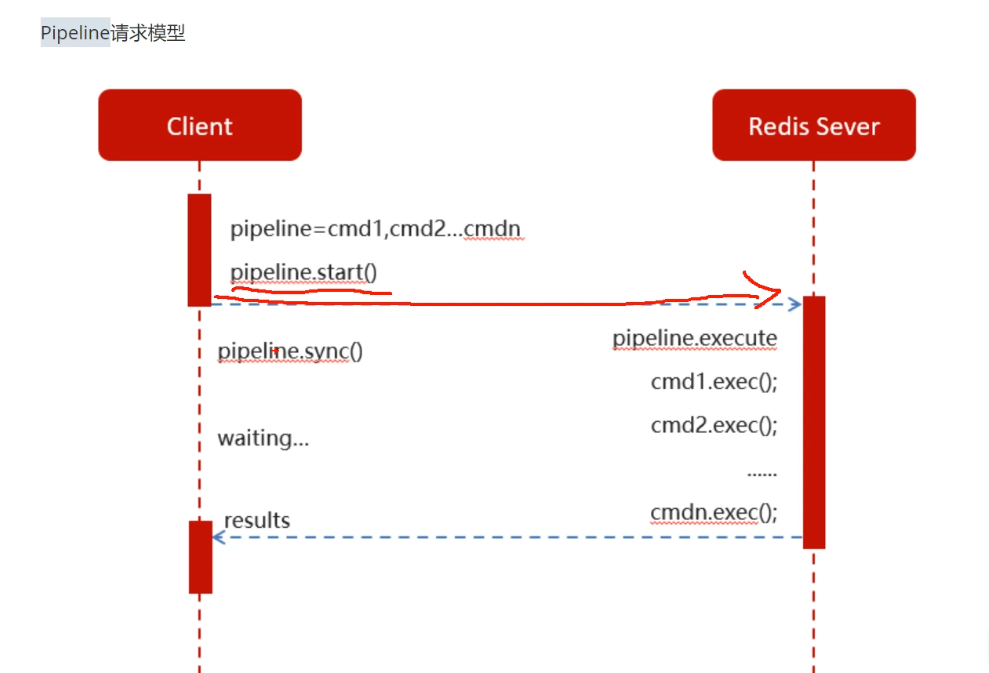 Pipeline请求模型
Client
Redis Sever
pipeline=cmd1,cmd2...cmdn
pipeline.start()
pipeline.sync()
pipeline.execute
cmd1.exec();
cmd2.exec();
waiting...
......
cmdn.exec();
results